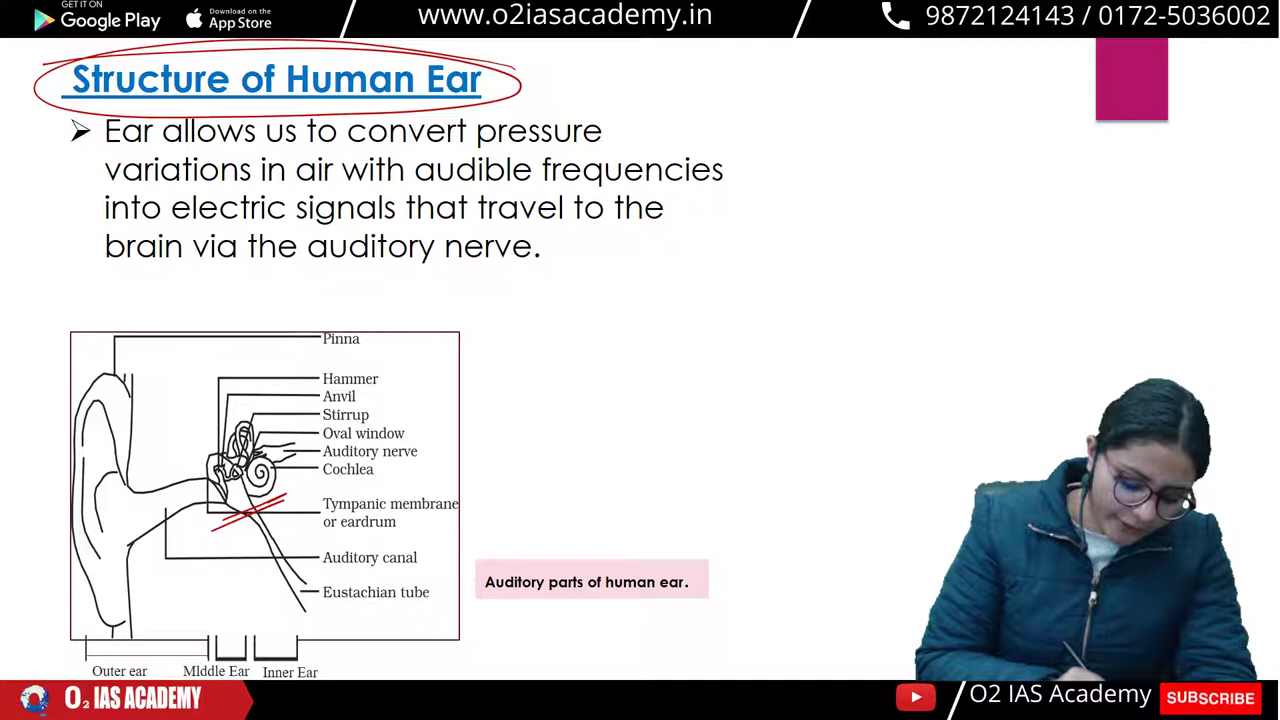 GET IT ON
Google Play
Download on the
App Store
www.o2iasacademy.in
9872124143 / 0172-5036002
Structure of Human Ear
➢ Ear allows us to convert pressure
variations in air with audible frequencies
into electric signals that travel to the
brain via the auditory nerve.
Pinna
Hammer
Anvil
Stirrup
Oval window
Auditory nerve
Cochlea
Tympanic membrane
or eardrum
Auditory canal
Eustachian tube
Outer ear
Middle Ear
Inner Ear
Auditory parts of human ear.
O₂ IAS ACADEMY
O2 IAS Academy
SUBSCRIBE